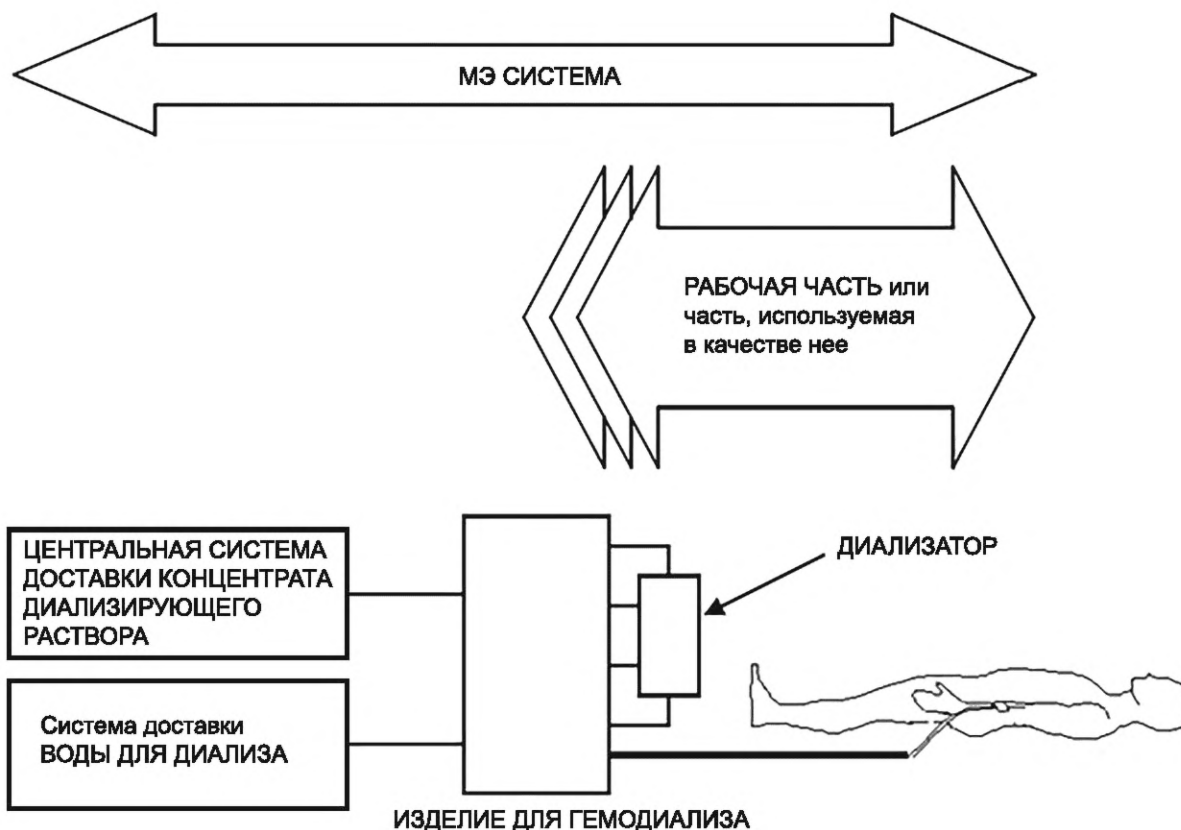 МЭ СИСТЕМА
РАБОЧАЯ ЧАСТЬ или
часть, используемая
в качестве нее
ЦЕНТРАЛЬНАЯ СИСТЕМА
ДОСТАВКИ КОНЦЕНТРАТА
ДИАЛИЗИРУЮЩЕГО
РАСТВОРА
ДИАЛИЗАТОР
Система доставки
ВОДЫ ДЛЯ ДИАЛИЗА
ИЗДЕЛИЕ ДЛЯ ГЕМОДИАЛИЗА